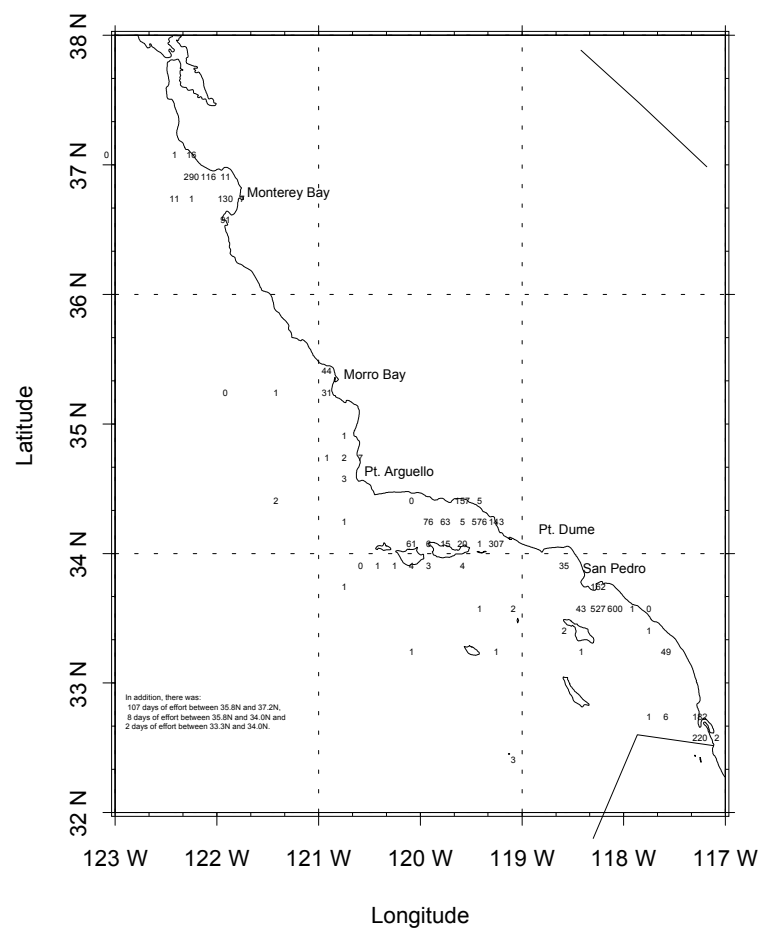 38 N
0 1 16
37 N
290 116 11
11 1 130
Monterey Bay
36 N
44
Morro Bay
0 1 31
35 N
1
1 2 7
Pt. Arguello
3
2 0 157 5
1 76 63 5 576 143
Pt. Dume
61 6 15 20 1 307
34 N
0 1 1 4 3 4 35
San Pedro
1 162
1 2 43 527 600 1 0
2 1
1 1 1 49
33 N
In addition, there was:
107 days of effort between 35.8N and 37.2N,
8 days of effort between 35.8N and 34.0N and
2 days of effort between 33.3N and 34.0N.
1 6 182
220 2
3
32 N
123 W 122 W 121 W 120 W 119 W 118 W 117 W
Latitude
Longitude